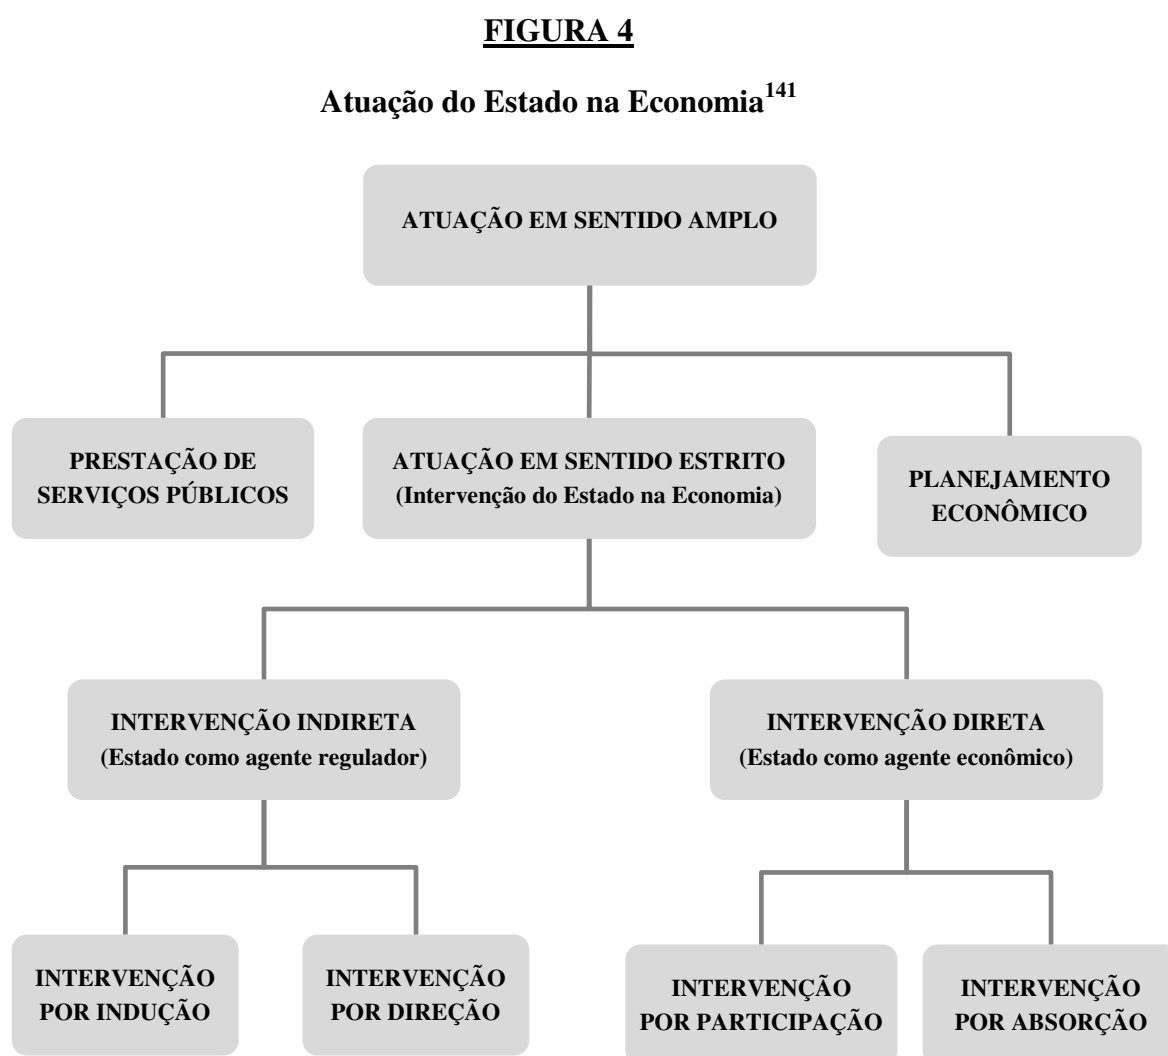 FIGURA 4
Atuação do Estado na Economia141
ATUAÇÃO EM SENTIDO AMPLO
PRESTAÇÃO DE
SERVIÇOS PÚBLICOS
ATUAÇÃO EM SENTIDO ESTRITO
(Intervenção do Estado na Economia)
PLANEJAMENTO
ECONÔMICO
INTERVENÇÃO INDIRETA
(Estado como agente regulador)
INTERVENÇÃO DIRETA
(Estado como agente econômico)
INTERVENÇÃO
POR INDUÇÃO
INTERVENÇÃO
POR DIREÇÃO
INTERVENÇÃO
POR PARTICIPAÇÃO
INTERVENÇÃO
POR ABSORÇÃO